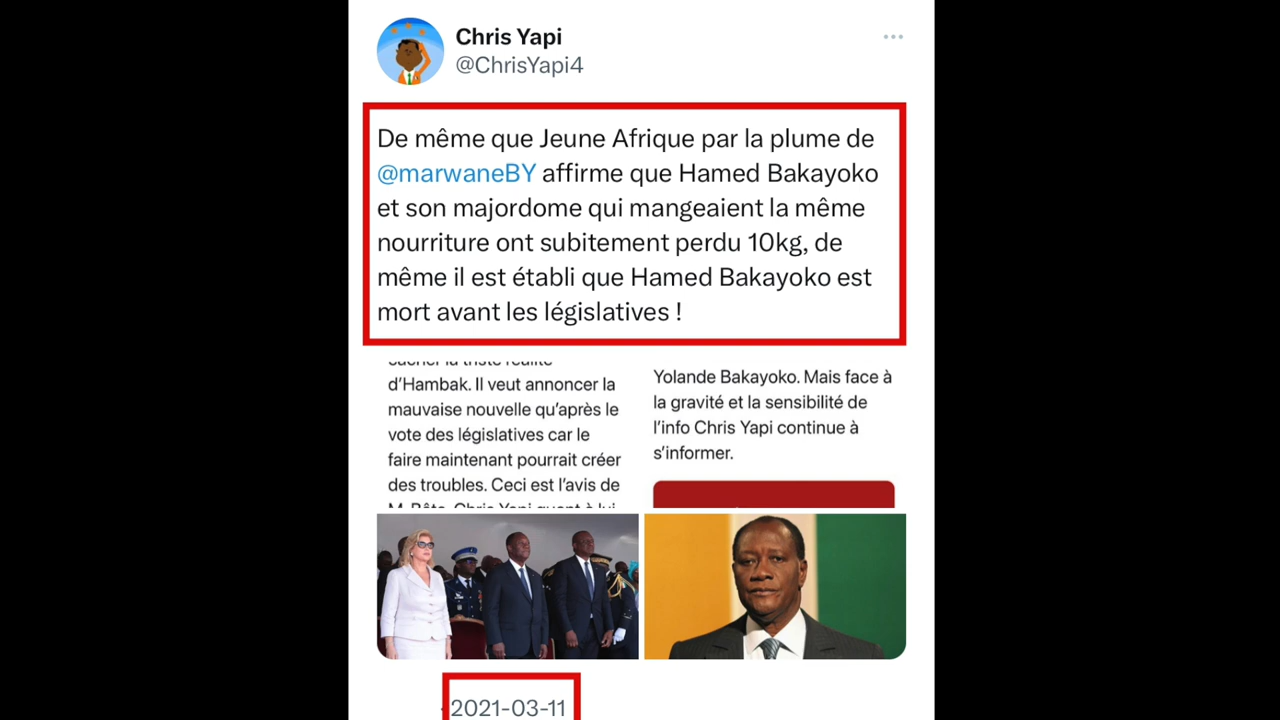 Chris Yapi
@ChrisYapi4
De même que Jeune Afrique par la plume de
@marwaneBY affirme que Hamed Bakayoko
et son majordome qui mangeaient la même
nourriture ont subitement perdu 10kg, de
même il est établi que Hamed Bakayoko est
mort avant les législatives !
cacher la triste réalité
d'Hambak. Il veut annoncer la
mauvaise nouvelle qu'après le
vote des législatives car le
faire maintenant pourrait créer
des troubles. Ceci est l'avis de
Yolande Bakayoko. Mais face à
la gravité et la sensibilité de
l'info Chris Yapi continue à
s'informer.
2021-03-11